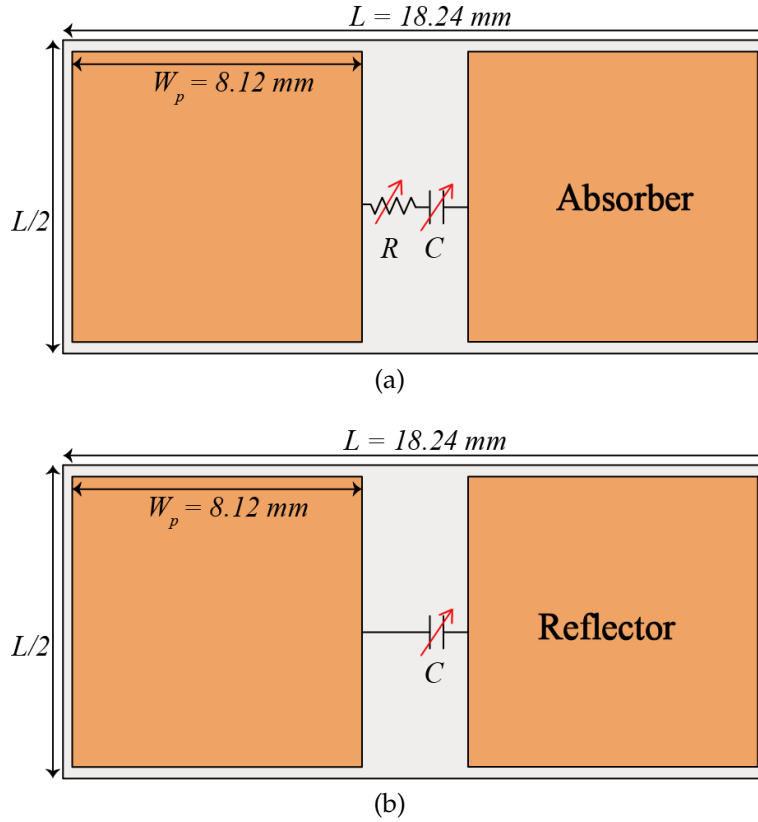 L = 18.24 mm
W_p = 8.12 mm
L/2
Absorber
R
C
(a)
L = 18.24 mm
W_p = 8.12 mm
L/2
Reflector
C
(b)